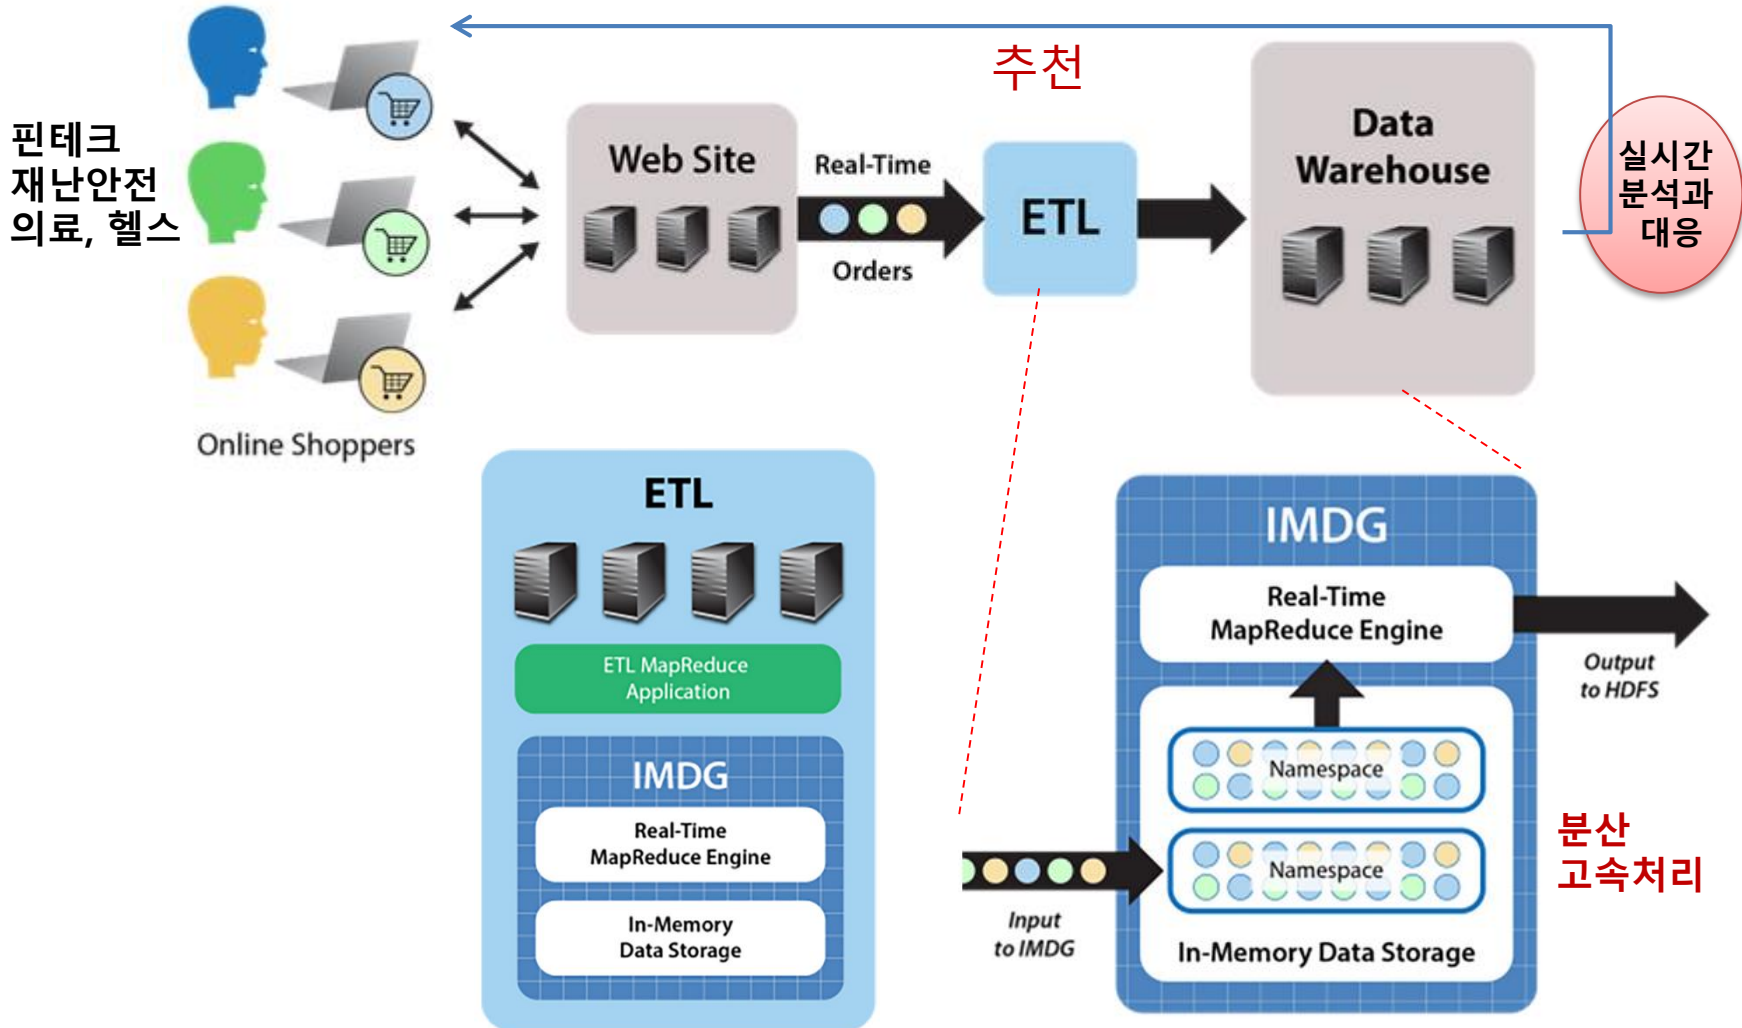 추천
핀테크
재난안전
의료, 헬스
Online Shoppers
Web Site
Real-Time
Orders
ETL
Data
Warehouse
실시간
분석과
대응
ETL
ETL MapReduce
Application
IMDG
Real-Time
MapReduce Engine
In-Memory
Data Storage
IMDG
Real-Time
MapReduce Engine
Output
to HDFS
Namespace
Namespace
Input
to IMDG
In-Memory Data Storage
분산
고속처리